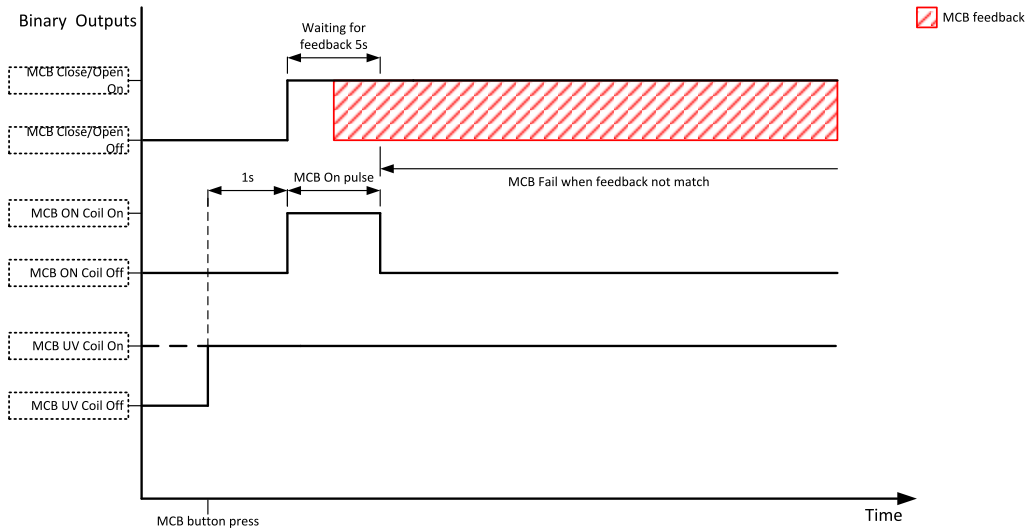 Binary Outputs
MCB feedback
Waiting for
feedback 5s
MCB Close/Open
On
MCB Close/Open
Off
MCB Fail when feedback not match
1s
MCB On pulse
MCB ON Coil On
MCB ON Coil Off
MCB UV Coil On
MCB UV Coil Off
Time
MCB button press